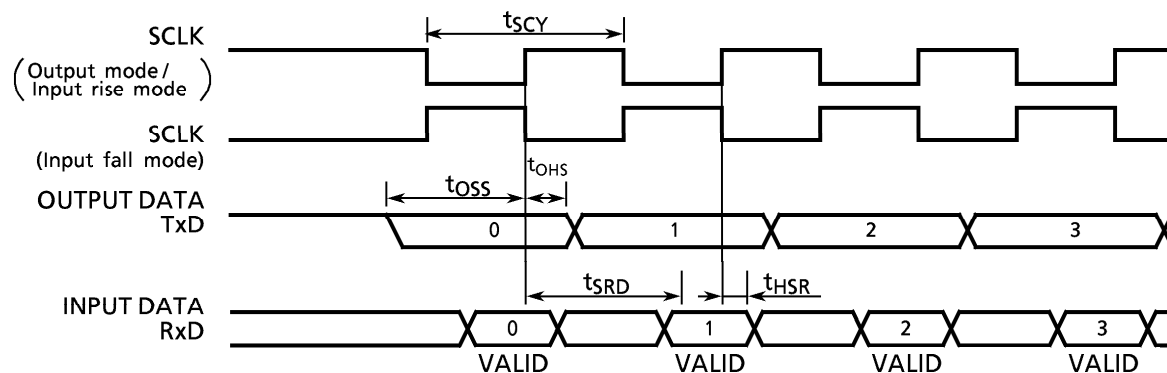 tSCY
SCLK
(Output mode/
Input rise mode)
SCLK
(Input fall mode)
tOHS
tOSS
OUTPUT DATA
TxD
0 1 2 3
tSRD
tHSR
INPUT DATA
RxD
0 1 2 3
VALID VALID VALID VALID